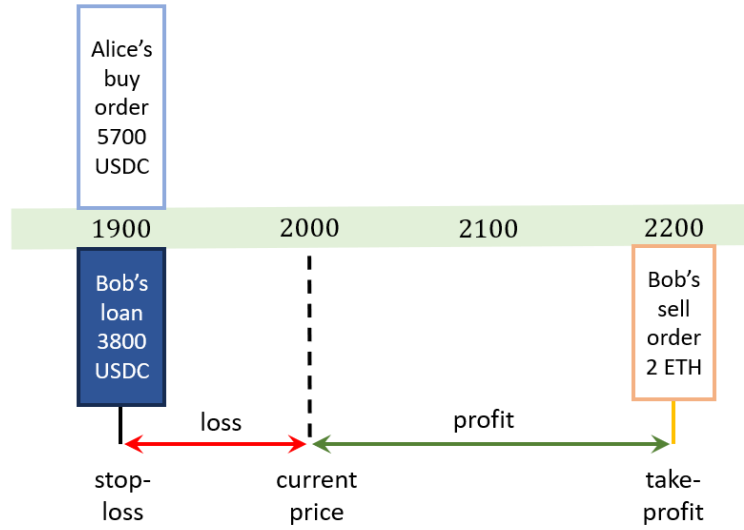 Alice's
buy
order
5700
USDC
1900
2000
2100
2200
Bob's
loan
3800
USDC
Bob's
sell
order
2 ETH
loss
profit
stop-
loss
current
price
take-
profit